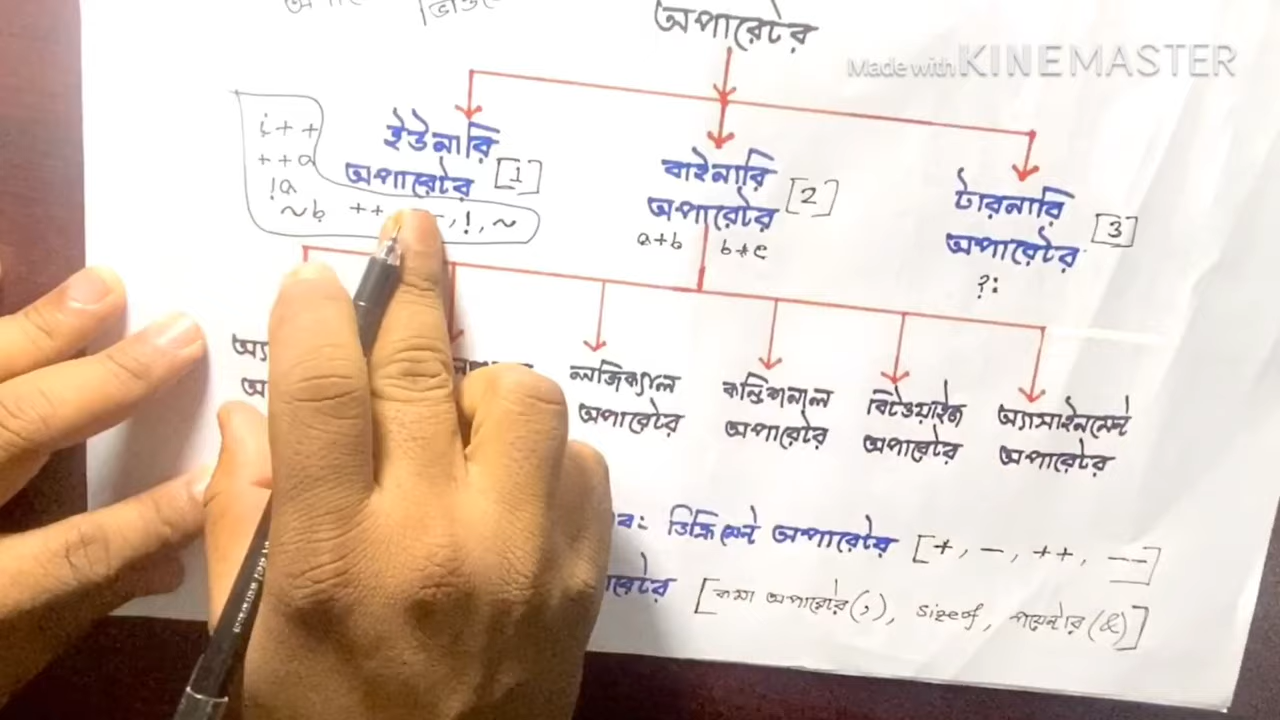 অপারেটর
Made with KINEMASTER
i++
++a
!a
~b ++ -, !, ~
ইউনারি
অপারেটর [1]
বাইনারি
অপারেটর [2]
a+b b*c
টারনারি
অপারেটর [3]
?:
লজিক্যাল
অপারেটর
কন্ডিশনাল
অপারেটর
বিটওয়াইজ
অপারেটর
অ্যাসাইনমেন্ট
অপারেটর
ডিক্রিমেন্ট অপারেটর [+, -, ++, --]
[কমা অপারেটর (,), sizeof, পয়েন্টার (&)]